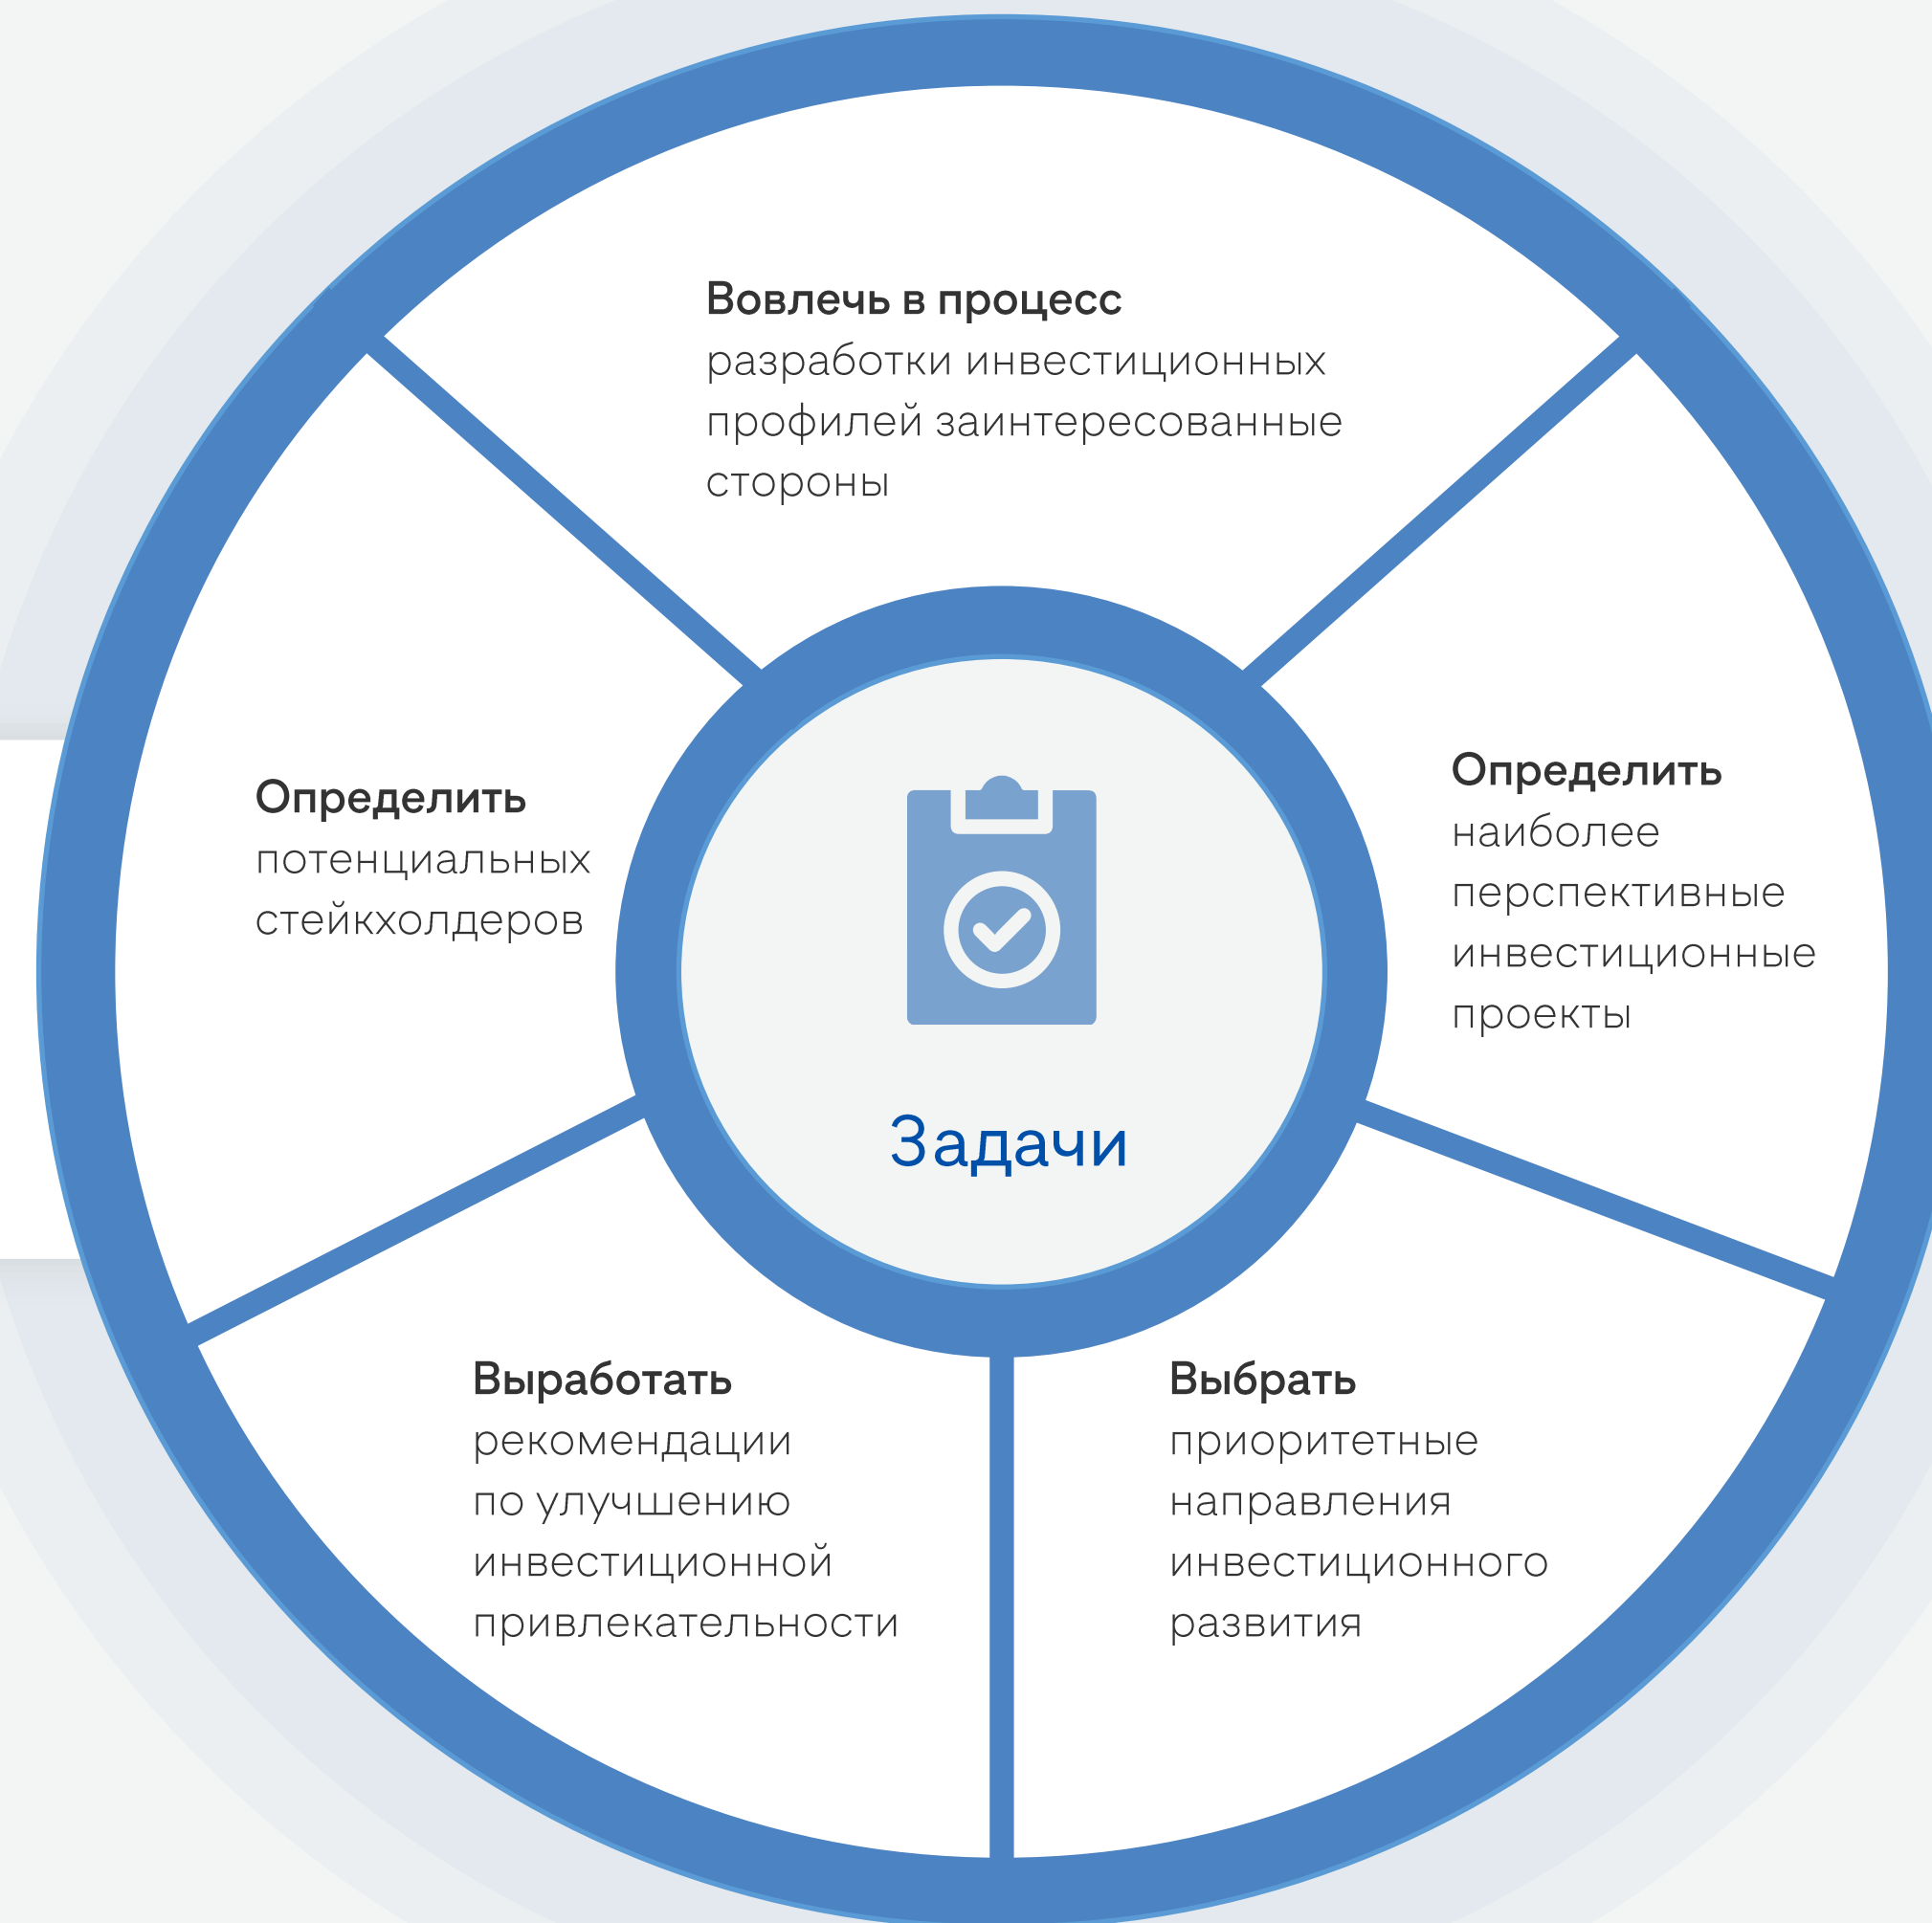 Вовлечь в процесс
разработки инвестиционных
профилей заинтересованные
стороны
Определить
наиболее
перспективные
инвестиционные
проекты
Выбрать
приоритетные
направления
инвестиционного
развития
Выработать
рекомендации
по улучшению
инвестиционной
привлекательности
Определить
потенциальных
стейкхолдеров
Задачи